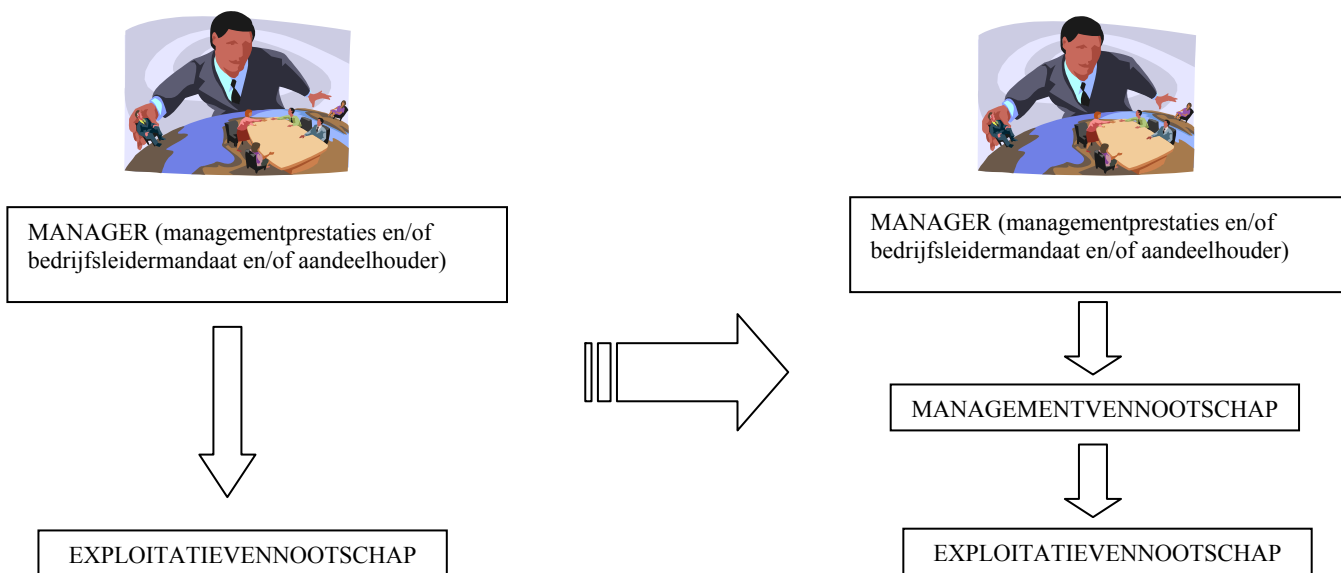 MANAGER (managementprestaties en/of
bedrijfsleidermandaat en/of aandeelhouder)
EXPLOITATIEVENNOOTSCHAP
MANAGER (managementprestaties en/of
bedrijfsleidermandaat en/of aandeelhouder)
MANAGEMENTVENNOOTSCHAP
EXPLOITATIEVENNOOTSCHAP